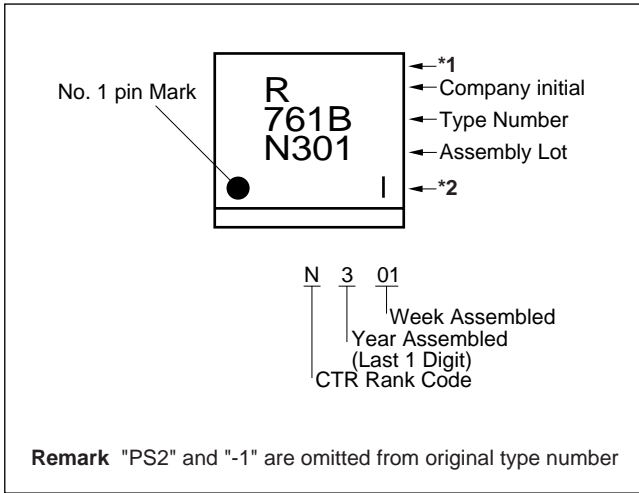 *1
No. 1 pin Mark
R
Company initial
761B
Type Number
N301
Assembly Lot
*2
N 3 01
Week Assembled
Year Assembled
(Last 1 Digit)
CTR Rank Code
Remark "PS2" and "-1" are omitted from original type number